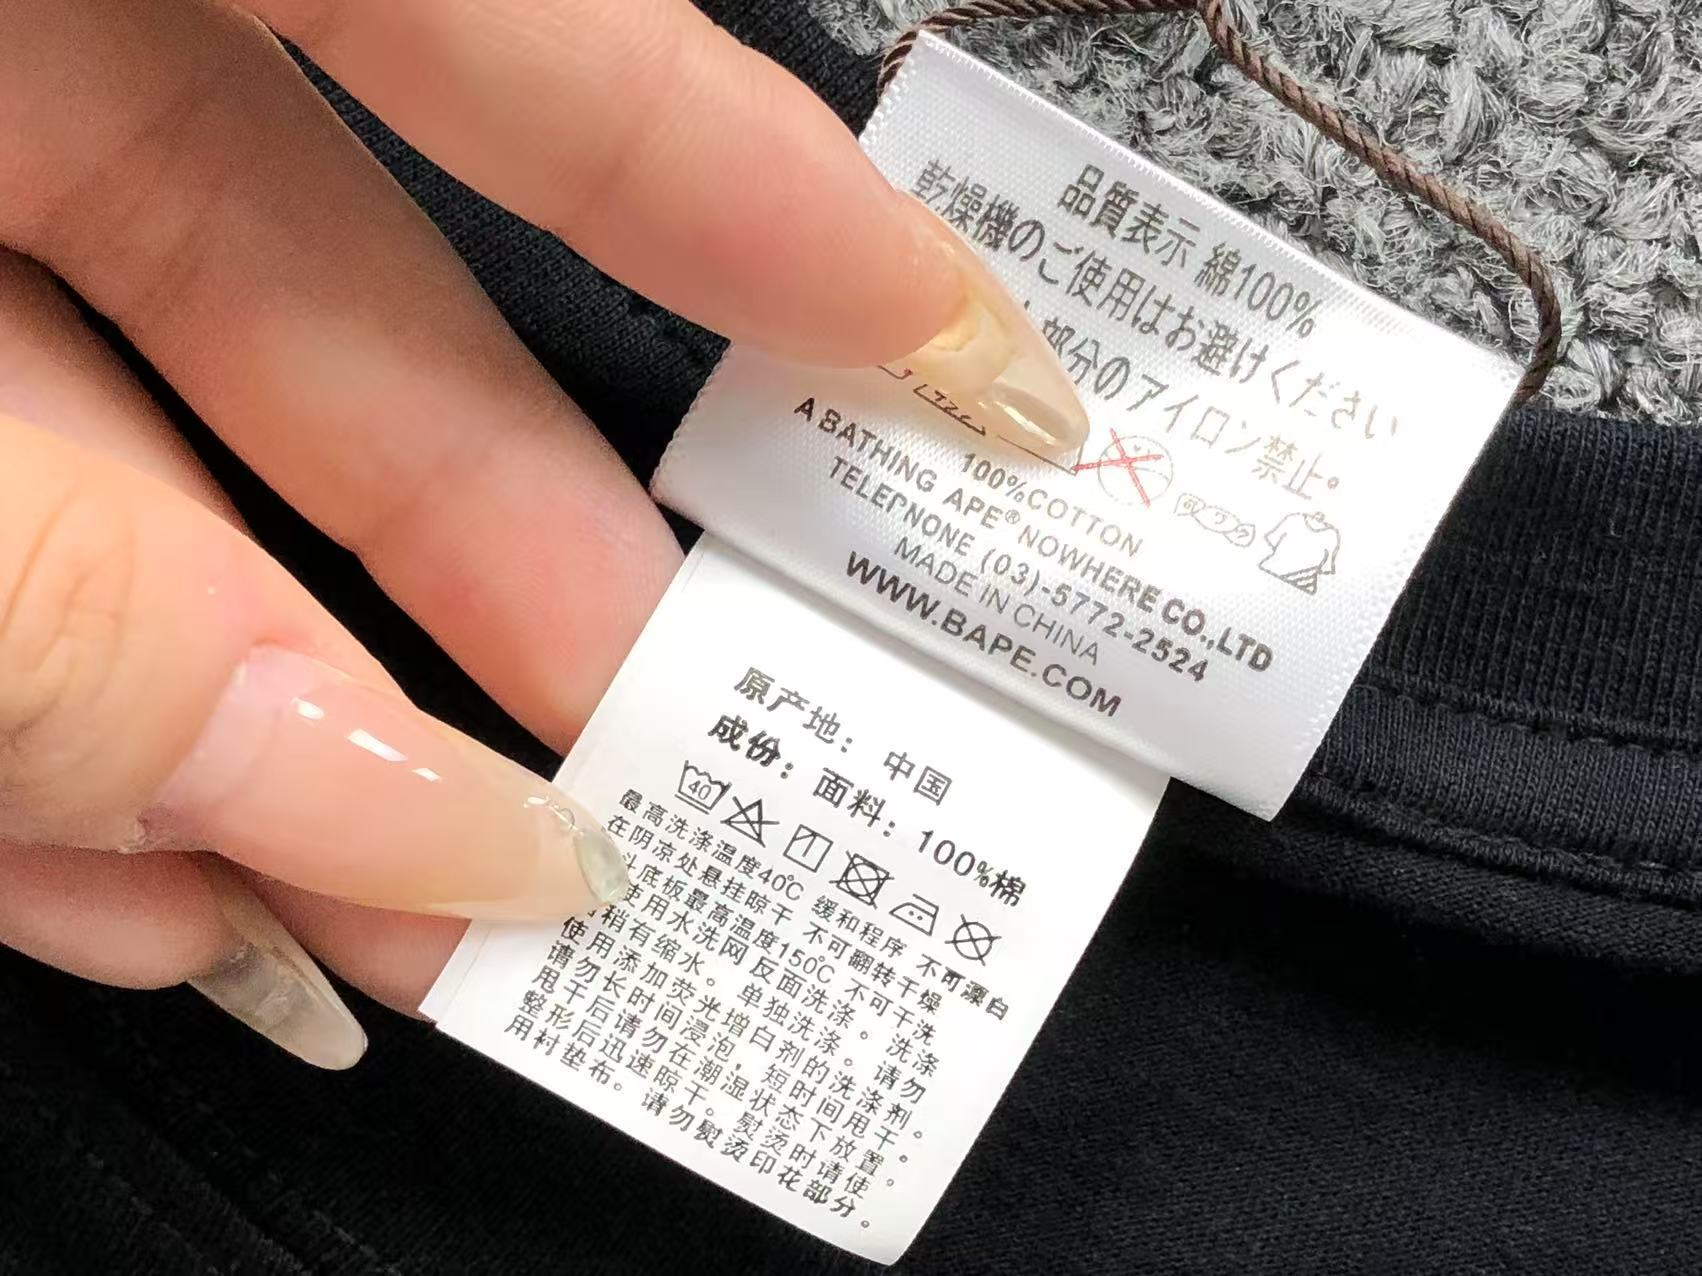 品質表示 綿100%
乾燥機のご使用はお避けください
部分のアイロン禁止。
100%COTTON
A BATHING APE® NOWHERE CO.,LTD
TELEPNONE (03)-5772-2524
MADE IN CHINA
WWW.BAPE.COM
原产地: 中国
成份: 面料: 100%棉
40
最高洗涤温度40℃ 缓和程序 不可漂白
在阴凉处悬挂晾干 不可翻转干燥
斗底板最高温度150℃ 不可干洗
使用水洗网 反面洗涤。 洗涤
稍有缩水。 单独洗涤。 请勿
使用添加荧光增白剂的洗涤剂。
请勿长时间浸泡, 短时间甩干。
甩干后请勿在潮湿状态下放置。
整形后迅速晾干。 熨烫时请使
用衬垫布。 请勿熨烫印花部分。